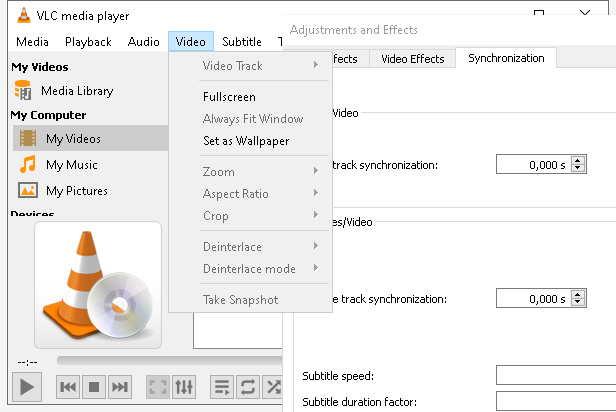 VLC media player
Adjustments and Effects
Media Playback Audio Video Subtitle
Video Effects Synchronization
My Videos
Media Library
My Computer
My Videos
My Music
My Pictures
Devices
Video Track
Fullscreen
Always Fit Window
Set as Wallpaper
Zoom
Aspect Ratio
Crop
Deinterlace
Deinterlace mode
Take Snapshot
/Video
track synchronization: 0,000 s
es/Video
e track synchronization: 0,000 s
Subtitle speed:
Subtitle duration factor:
--:--